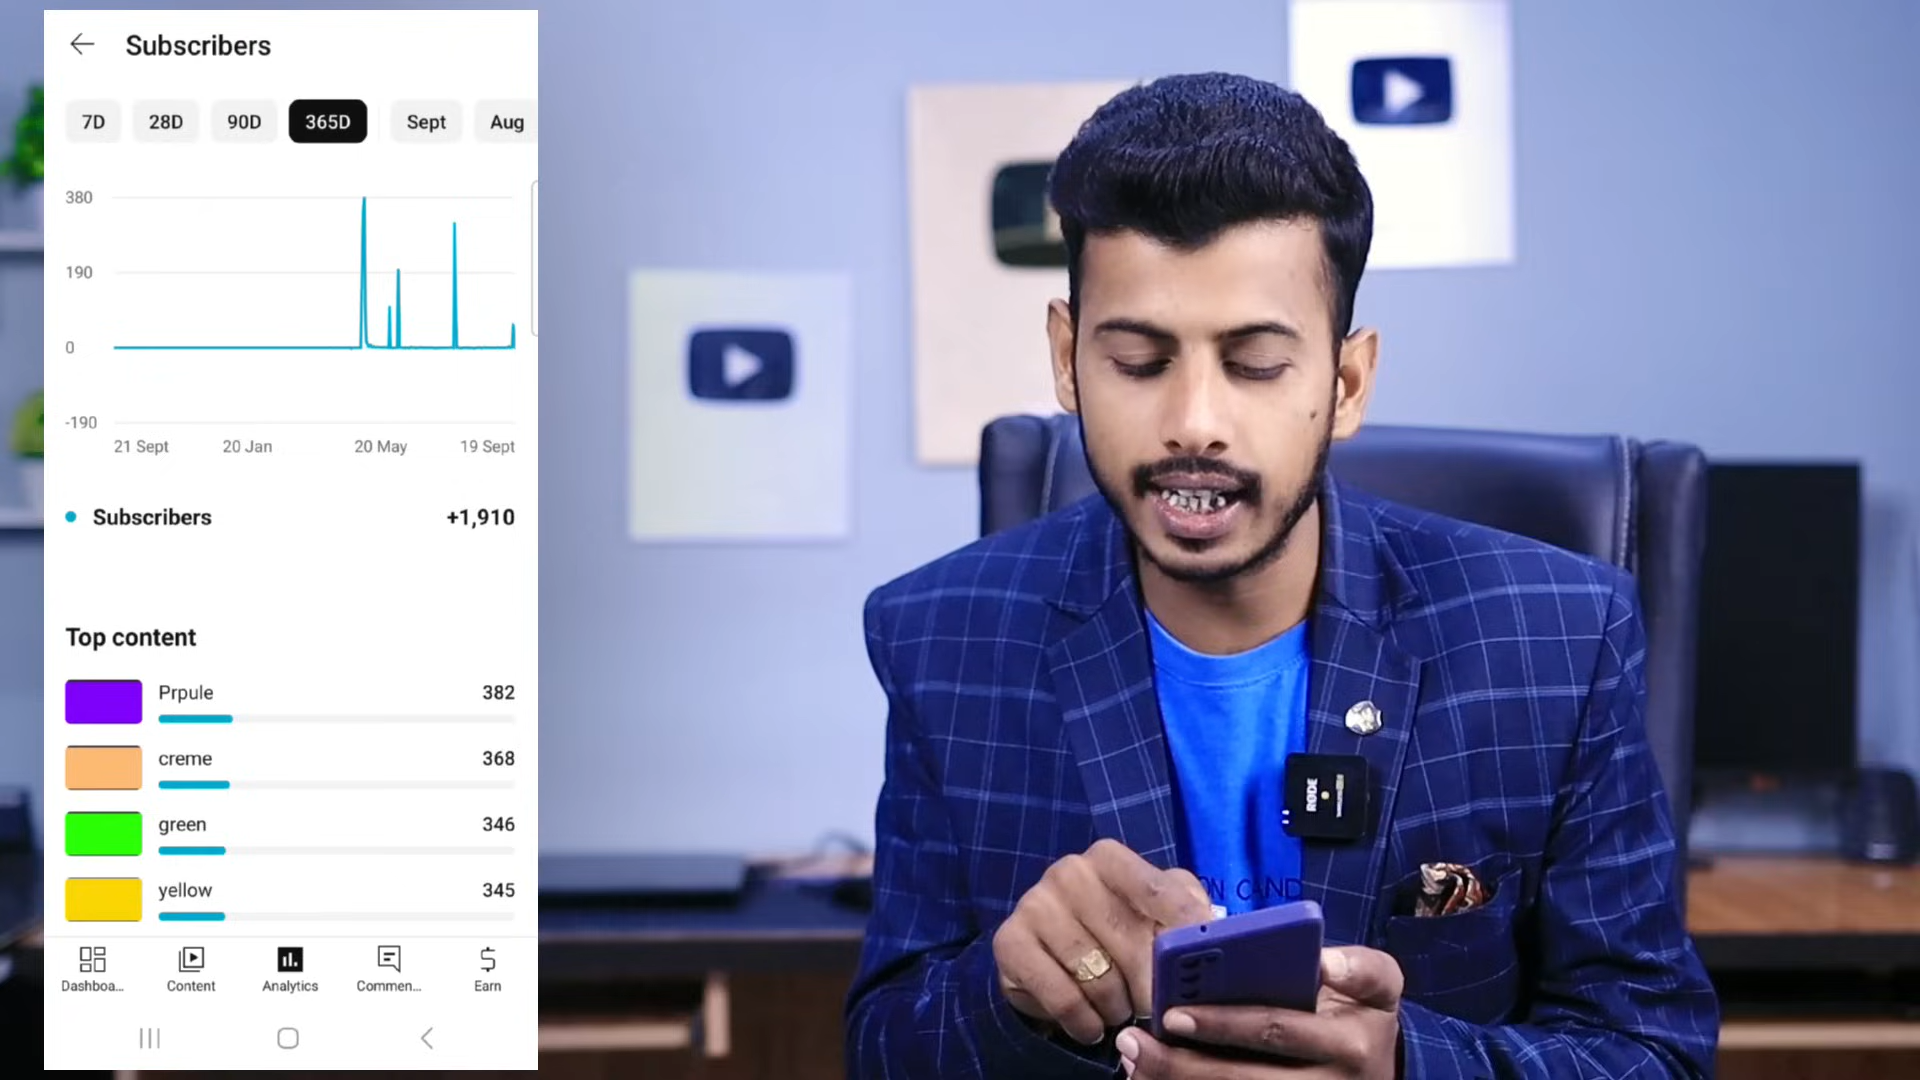 Subscribers
7D 28D 90D 365D Sept Aug
380
190
0
-190
21 Sept 20 Jan 20 May 19 Sept
Subscribers +1,910
Top content
Prpule 382
creme 368
green 346
yellow 345
Dashboa... Content Analytics Commen... Earn
RODE
ON CAND